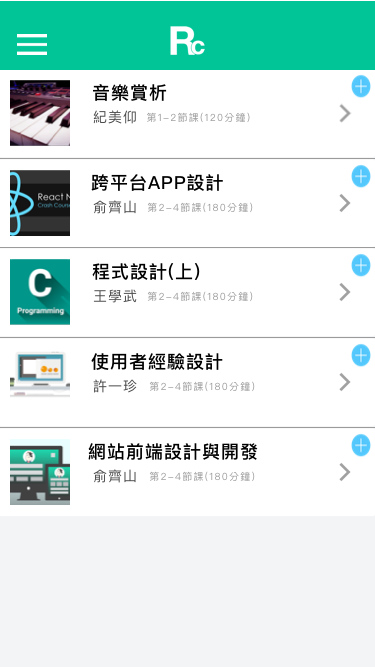 Rc
音樂賞析
紀美仰 第1-2節課(120分鐘)
跨平台APP設計
React N
Crash Cours
俞齊山 第2-4節課(180分鐘)
程式設計(上)
C
Programming
王學武 第2-4節課(180分鐘)
使用者經驗設計
許一珍 第2-4節課(180分鐘)
網站前端設計與開發
俞齊山 第2-4節課(180分鐘)